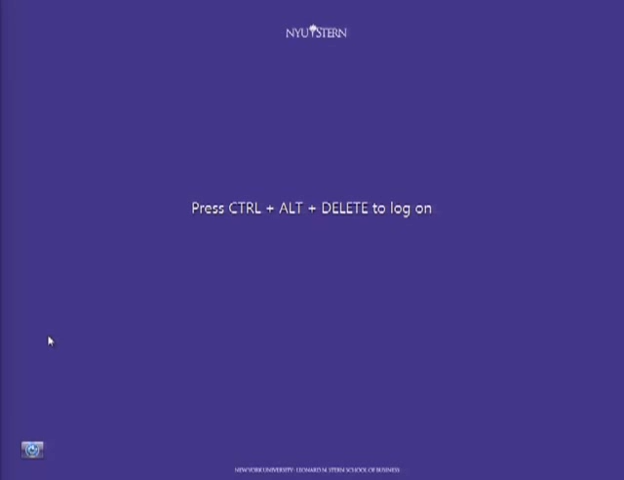 NYU STERN
Press CTRL + ALT + DELETE to log on
NEW YORK UNIVERSITY · LEONARD N. STERN SCHOOL OF BUSINESS